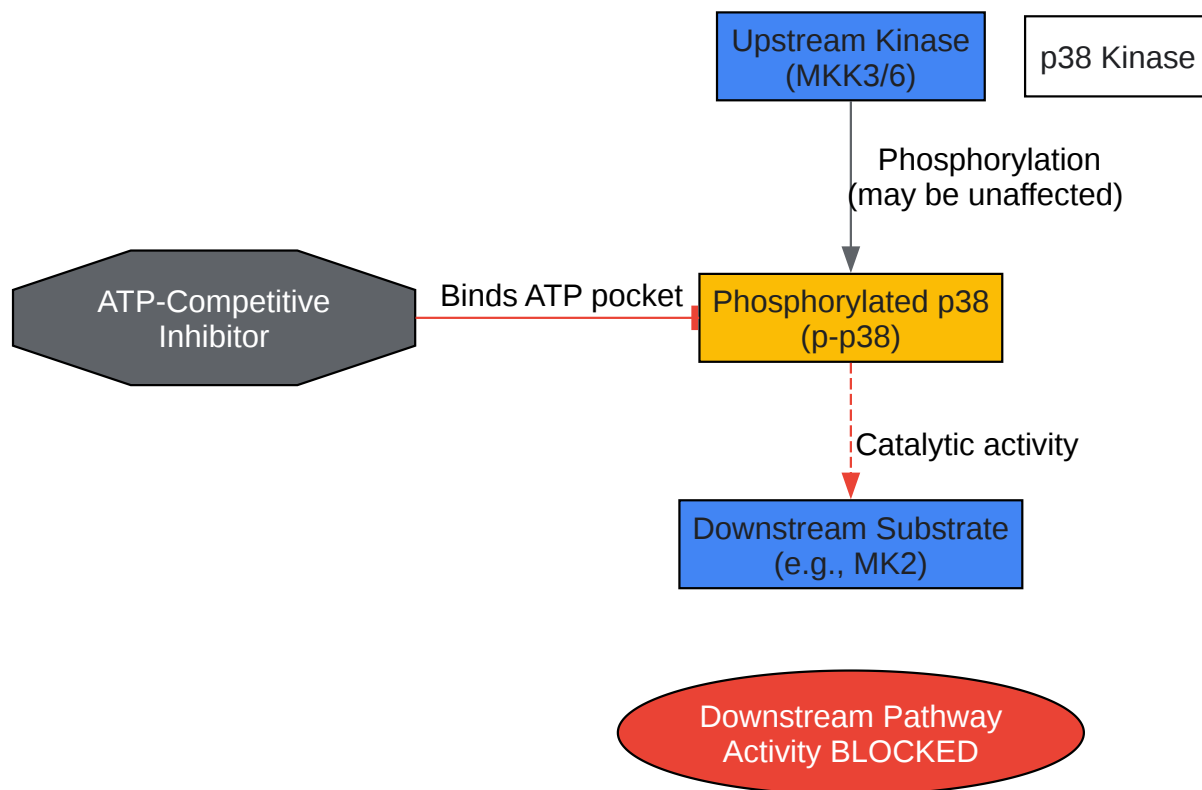 Upstream Kinase
(MKK3/6)
p38 Kinase
Phosphorylation
(may be unaffected)
ATP-Competitive
Inhibitor
Binds ATP pocket
Phosphorylated p38
(p-p38)
Catalytic activity
Downstream Substrate
(e.g., MK2)
Downstream Pathway
Activity BLOCKED